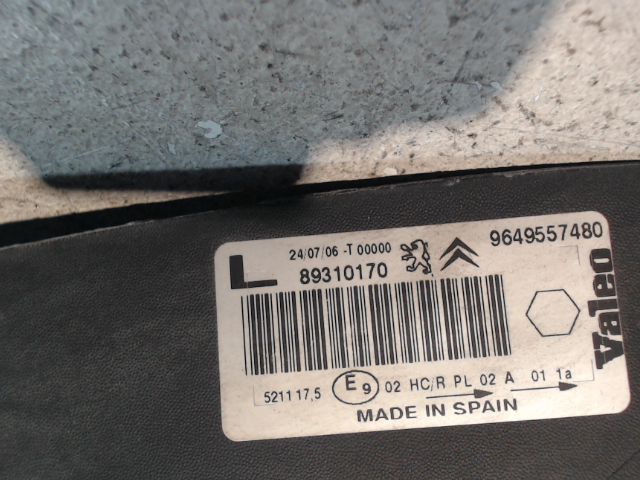 24/07/06 -T 00000
9649557480
L
89310170
Valeo
5211 17,5 E9 02 HC/R PL 02 A 01 1a
MADE IN SPAIN